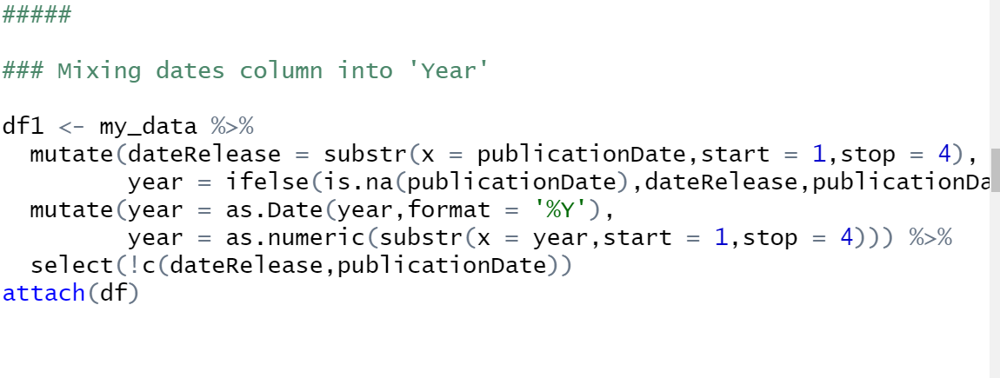 #####
### Mixing dates column into 'Year'
df1 <- my_data %>%
mutate(dateRelease = substr(x = publicationDate,start = 1,stop = 4),
year = ifelse(is.na(publicationDate),dateRelease,publicationDa
mutate(year = as.Date(year,format = '%Y'),
year = as.numeric(substr(x = year,start = 1,stop = 4))) %>%
select(!c(dateRelease,publicationDate))
attach(df)